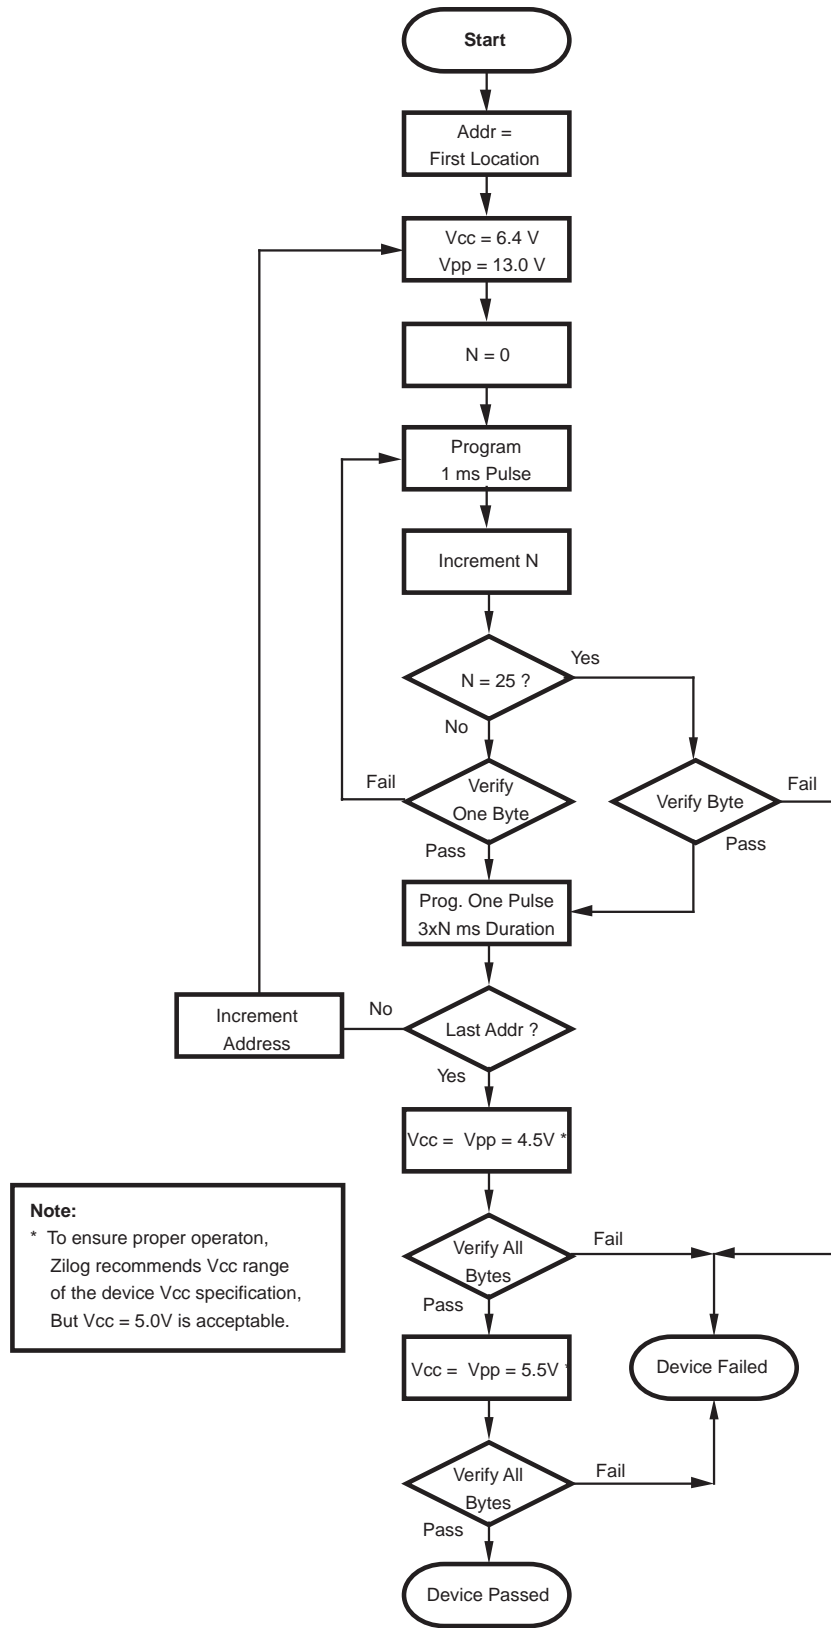 Start
Addr =
First Location
Vcc = 6.4 V
Vpp = 13.0 V
N = 0
Program
1 ms Pulse
Increment N
N = 25 ?
Yes
No
Fail
Verify
One Byte
Verify Byte
Fail
Pass
Pass
Prog. One Pulse
3xN ms Duration
Increment
Address
No
Last Addr ?
Yes
Vcc = Vpp = 4.5V *
Note:
* To ensure proper operaton,
Zilog recommends Vcc range
of the device Vcc specification,
But Vcc = 5.0V is acceptable.
Verify All
Bytes
Fail
Pass
Vcc = Vpp = 5.5V *
Device Failed
Verify All
Bytes
Fail
Pass
Device Passed